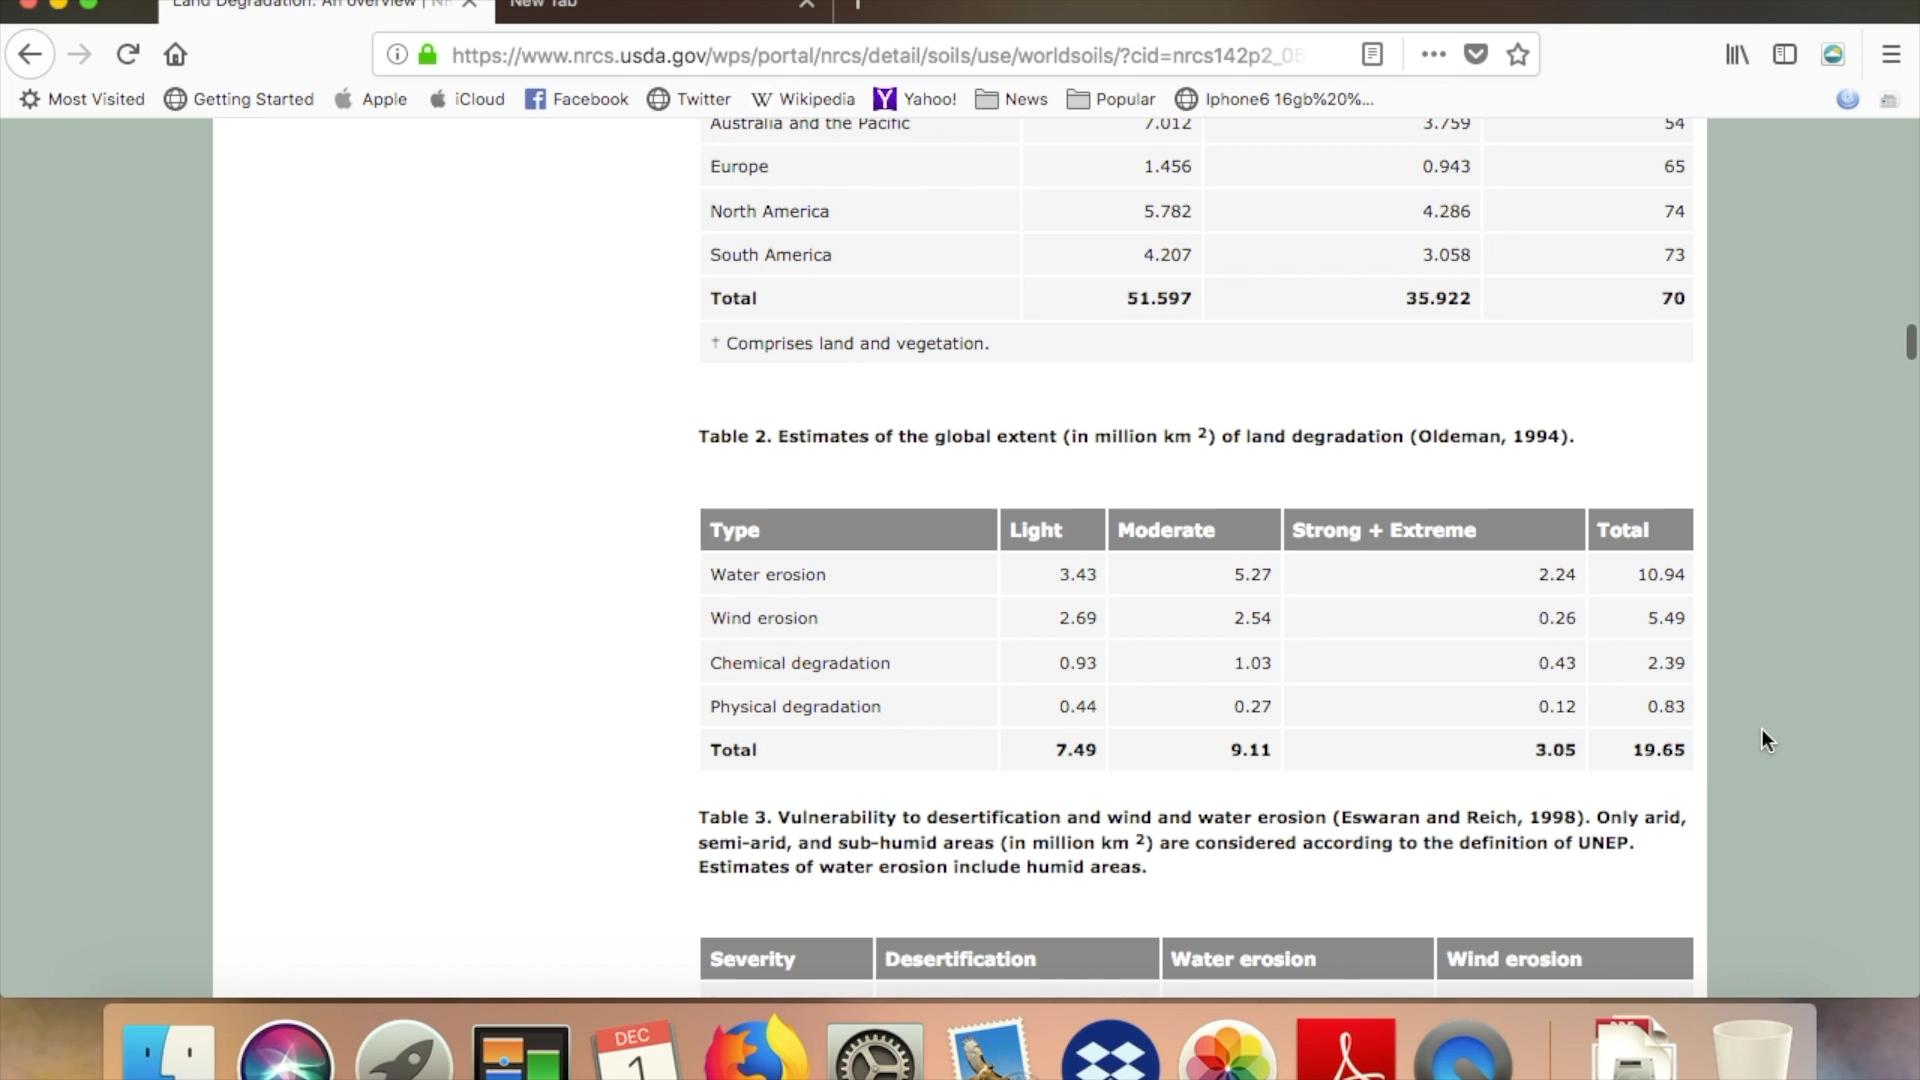 Land Degradation: An overview | NR
New Tab
https://www.nrcs.usda.gov/wps/portal/nrcs/detail/soils/use/worldsoils/?cid=nrcs142p2_05
Most Visited Getting Started Apple iCloud Facebook Twitter W Wikipedia Y Yahoo! News Popular Iphone6 16gb%20%...
Australia and the Pacific 7.012 3.759 54
Europe 1.456 0.943 65
North America 5.782 4.286 74
South America 4.207 3.058 73
Total 51.597 35.922 70
† Comprises land and vegetation.
Table 2. Estimates of the global extent (in million km 2) of land degradation (Oldeman, 1994).
Type Light Moderate Strong + Extreme Total
Water erosion 3.43 5.27 2.24 10.94
Wind erosion 2.69 2.54 0.26 5.49
Chemical degradation 0.93 1.03 0.43 2.39
Physical degradation 0.44 0.27 0.12 0.83
Total 7.49 9.11 3.05 19.65
Table 3. Vulnerability to desertification and wind and water erosion (Eswaran and Reich, 1998). Only arid,
semi-arid, and sub-humid areas (in million km 2) are considered according to the definition of UNEP.
Estimates of water erosion include humid areas.
Severity Desertification Water erosion Wind erosion
DEC
1